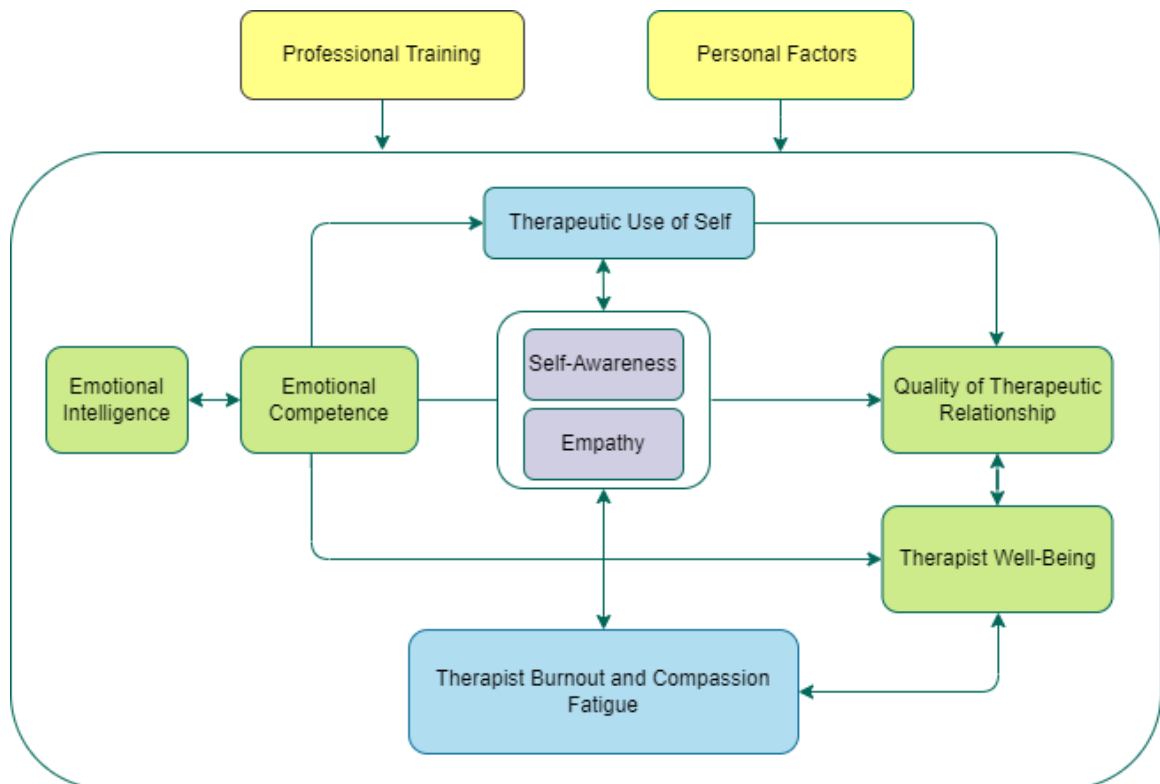 Professional Training
Personal Factors
Therapeutic Use of Self
Self-Awareness
Empathy
Emotional
Intelligence
Emotional
Competence
Quality of Therapeutic
Relationship
Therapist Well-Being
Therapist Burnout and Compassion
Fatigue